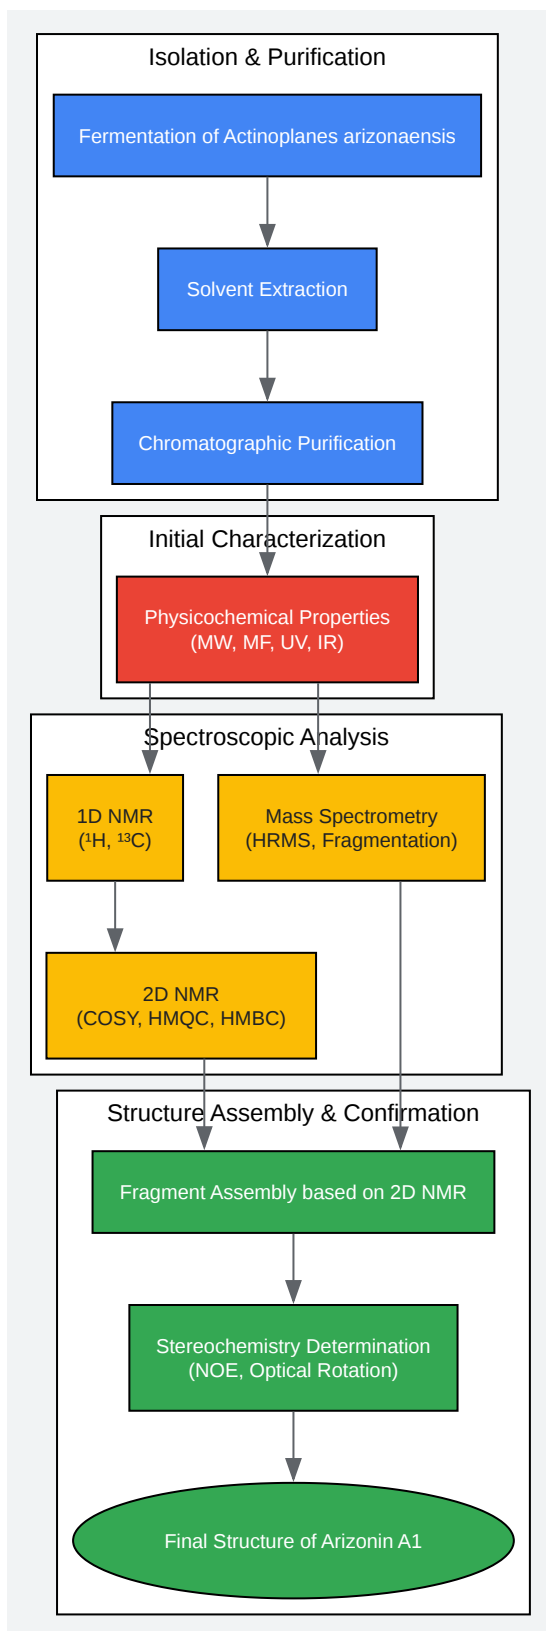 Isolation & Purification
Fermentation of Actinoplanes arizonaensis
Solvent Extraction
Chromatographic Purification
Initial Characterization
Physicochemical Properties
(MW, MF, UV, IR)
Spectroscopic Analysis
1D NMR
(¹H, ¹³C)
Mass Spectrometry
(HRMS, Fragmentation)
2D NMR
(COSY, HMQC, HMBC)
Structure Assembly & Confirmation
Fragment Assembly based on 2D NMR
Stereochemistry Determination
(NOE, Optical Rotation)
Final Structure of Arizonin A1